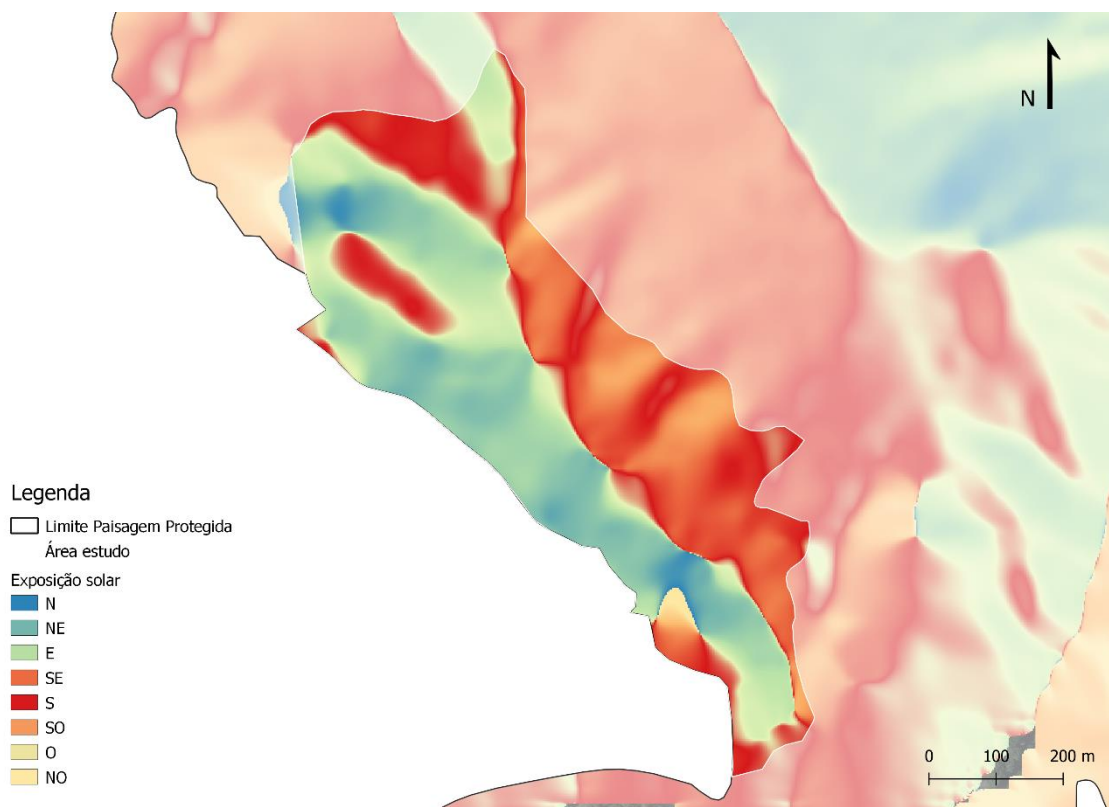 N
Legenda
Limite Paisagem Protegida
Área estudo
Exposição solar
N
NE
E
SE
S
SO
O
NO
0 100 200 m